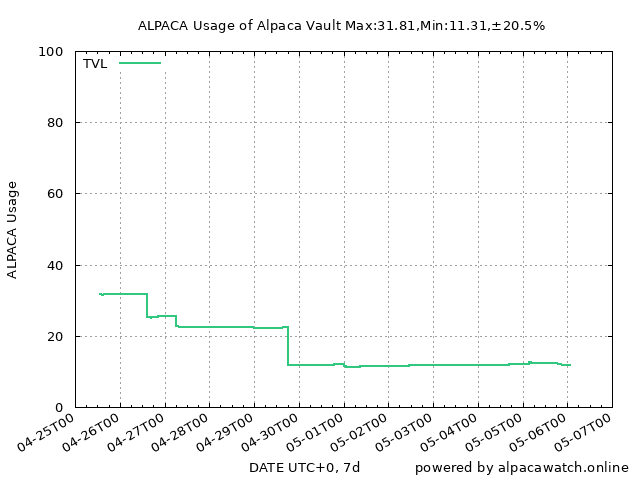 ALPACA Usage of Alpaca Vault Max:31.81,Min:11.31,±20.5%
100
TVL
80
60
ALPACA Usage
40
20
0
04-25T00 04-26T00 04-27T00 04-28T00 04-29T00 04-30T00 05-01T00 05-02T00 05-03T00 05-04T00 05-05T00 05-06T00 05-07T00
DATE UTC+0, 7d
powered by alpacawatch.online